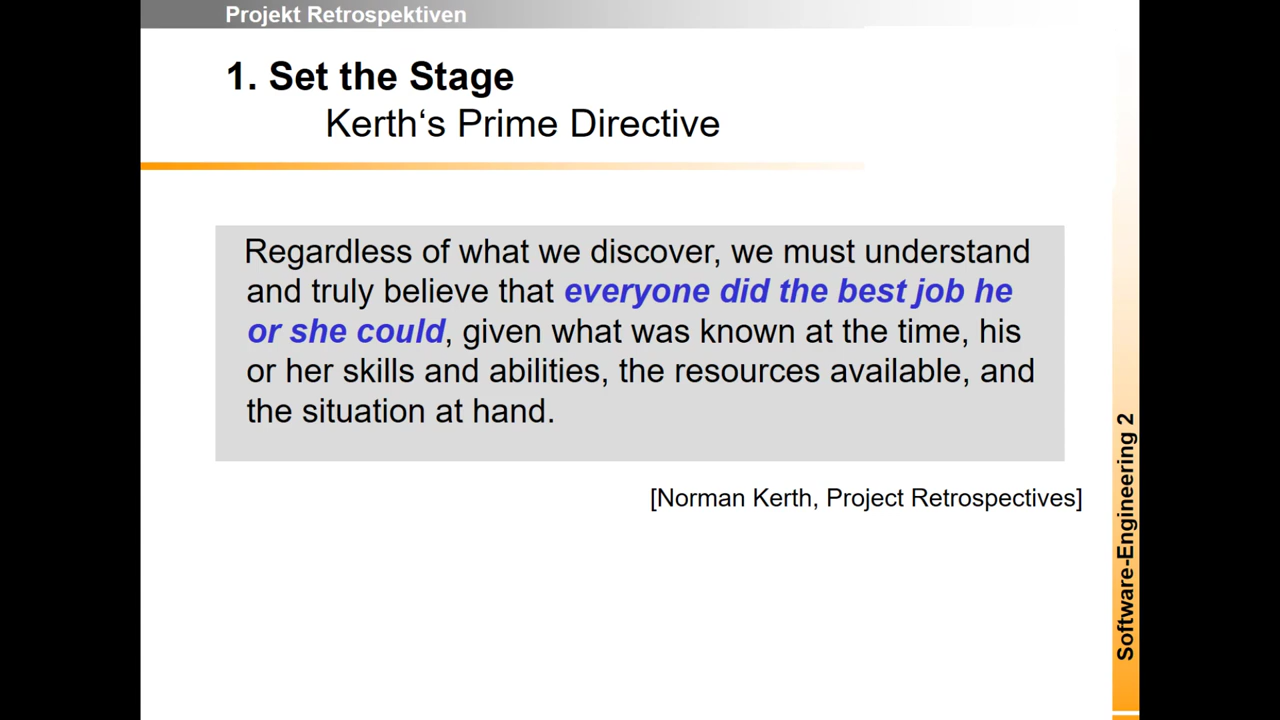 Projekt Retrospektiven
1. Set the Stage
Kerth‘s Prime Directive
Regardless of what we discover, we must understand
and truly believe that everyone did the best job he
or she could, given what was known at the time, his
or her skills and abilities, the resources available, and
the situation at hand.
[Norman Kerth, Project Retrospectives]
Software-Engineering 2